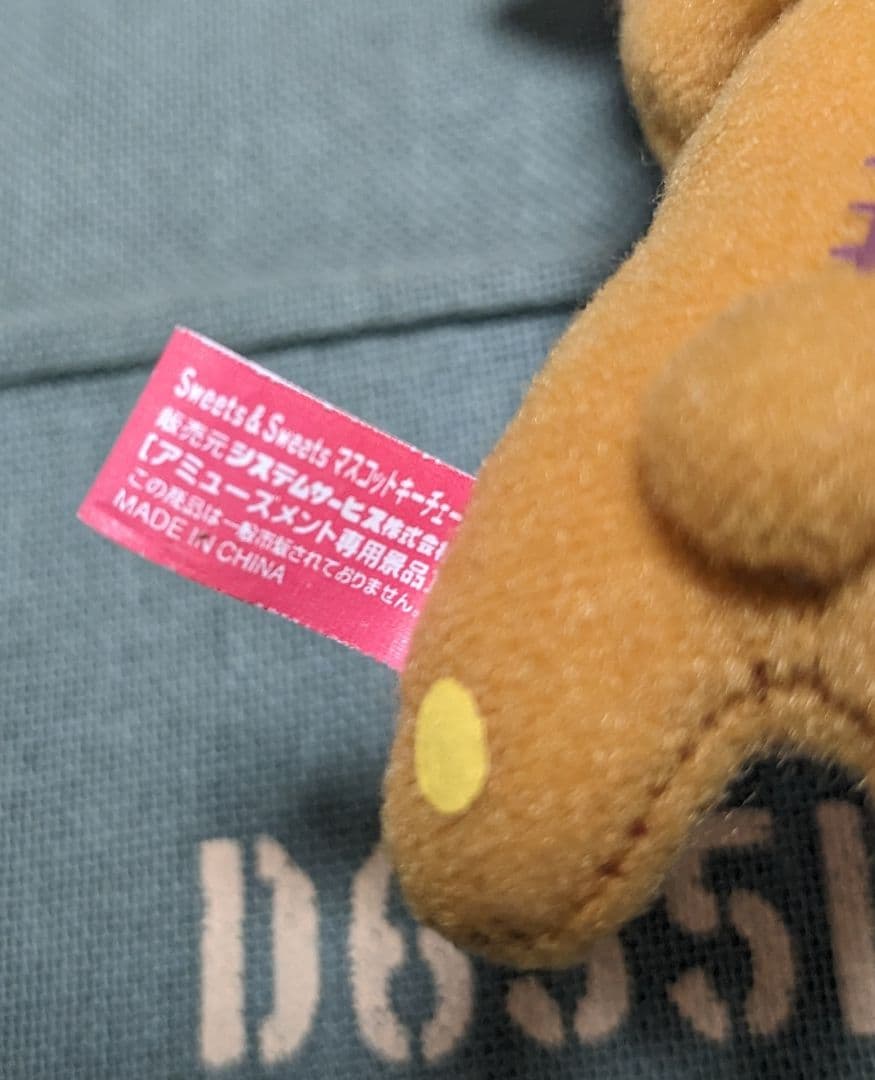 Sweets & Sweats マスコットキーチェー
販売元 システムサービス株式会
[アミューズメント専用景品
この商品は一般市販されておりません。
MADE IN CHINA